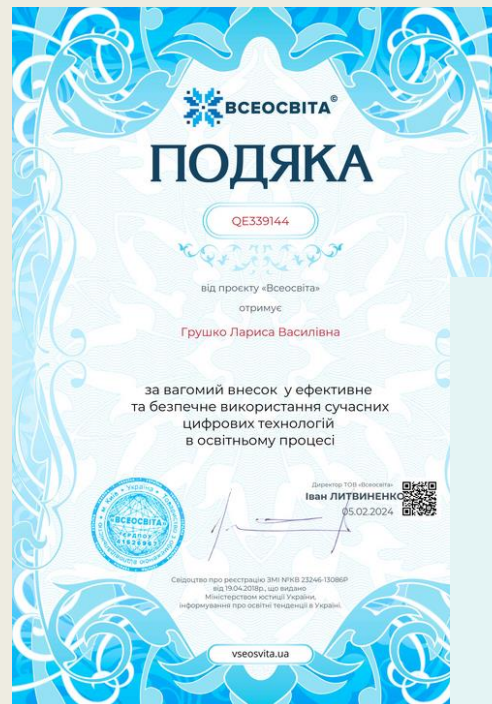 ВСЕОСВІТА©
ПОДЯКА
QE339144
від проєкту «Всеосвіта»
отримує
Грушко Лариса Василівна
за вагомий внесок у ефективне
та безпечне використання сучасних
цифрових технологій
в освітньому процесі
Директор ТОВ «Всеосвіта»
Іван ЛИТВИНЕНКО
05.02.2024
«ВСЕОСВІТА»
Свідоцтво про реєстрацію ЗМІ №КВ 23246-13086Р
від 19.04.2018р., що видано
Міністерством юстиції України,
інформування про освітні тенденції в Україні.
vseosvita.ua